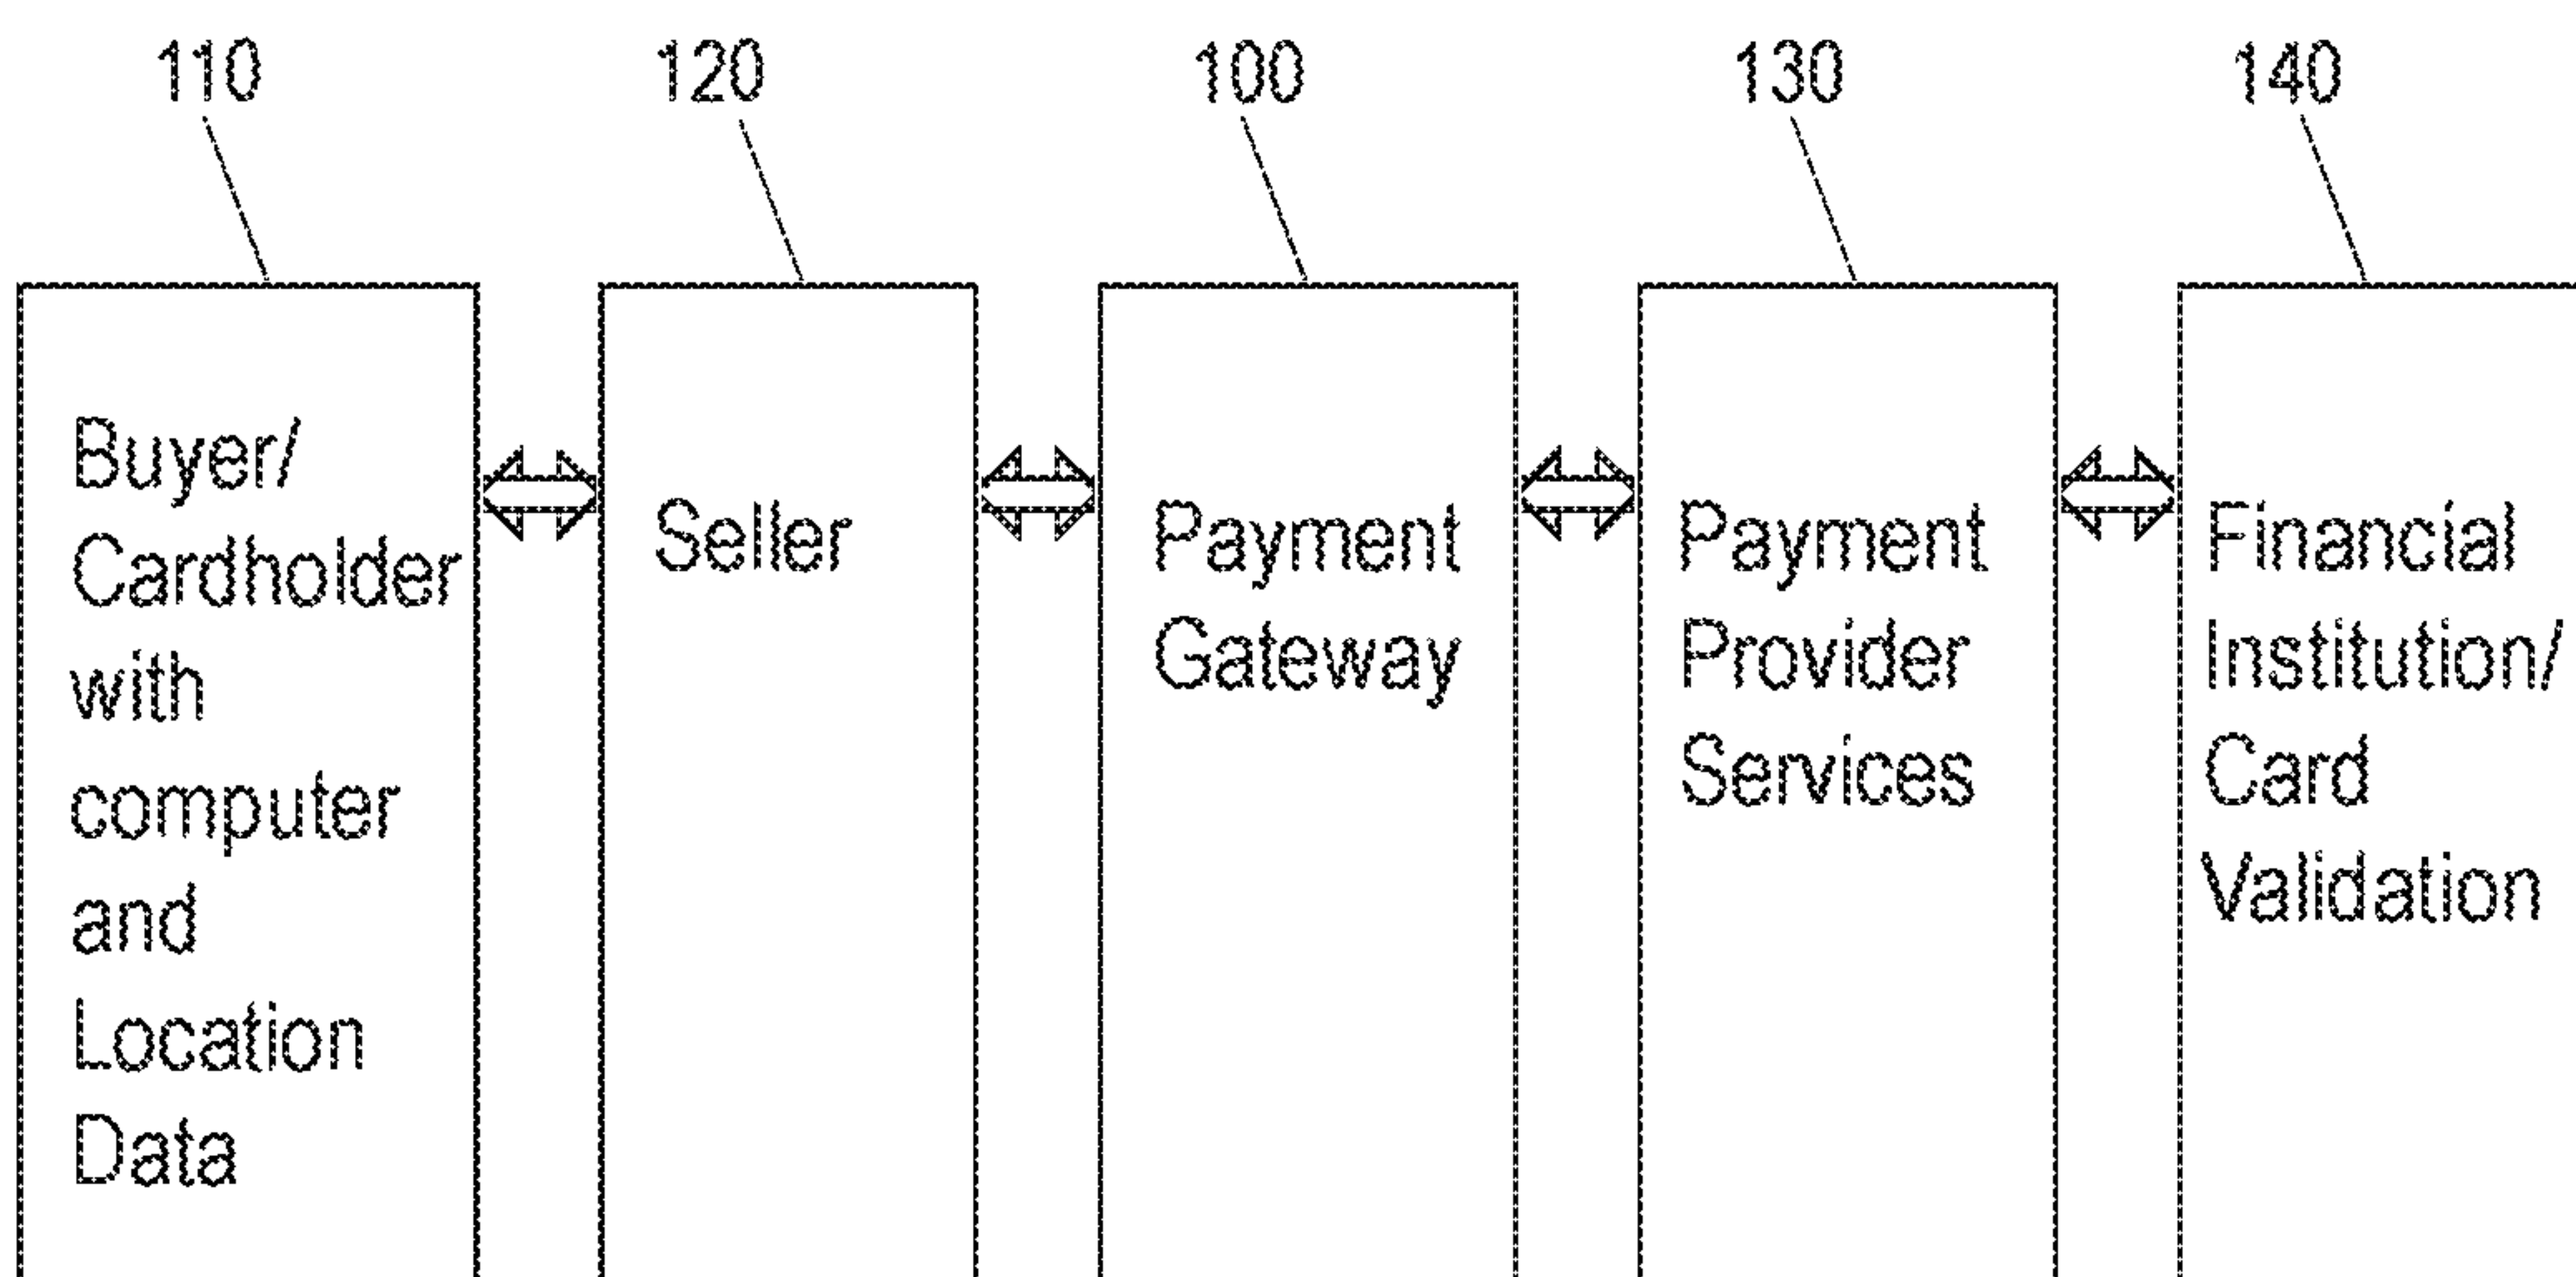 110 120 100 130 140
Buyer/
Cardholder
with
computer
and
Location
Data
Seller
Payment
Gateway
Payment
Provider
Services
Financial
Institution/
Card
Validation